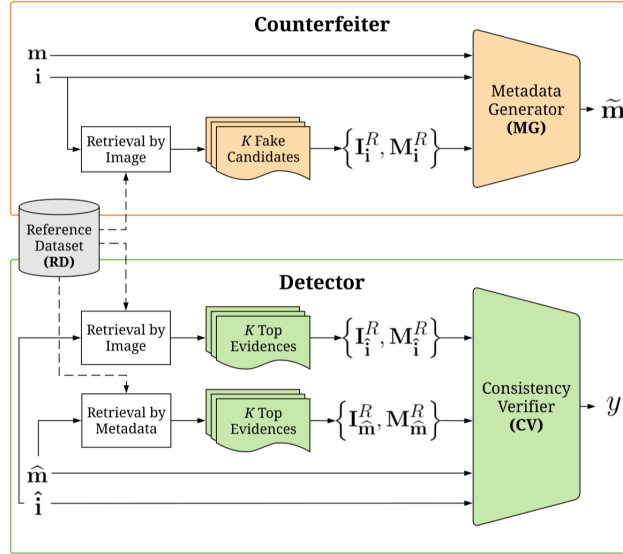 Counterfeiter
m
i
Retrieval by
Image
K Fake
Candidates
{I_i^R, M_i^R}
Metadata
Generator
(MG)
m̃
Reference
Dataset
(RD)
Detector
Retrieval by
Image
K Top
Evidences
{I_î^R, M_î^R}
Retrieval by
Metadata
K Top
Evidences
{I_m̂^R, M_m̂^R}
Consistency
Verifier
(CV)
y
m̂
î